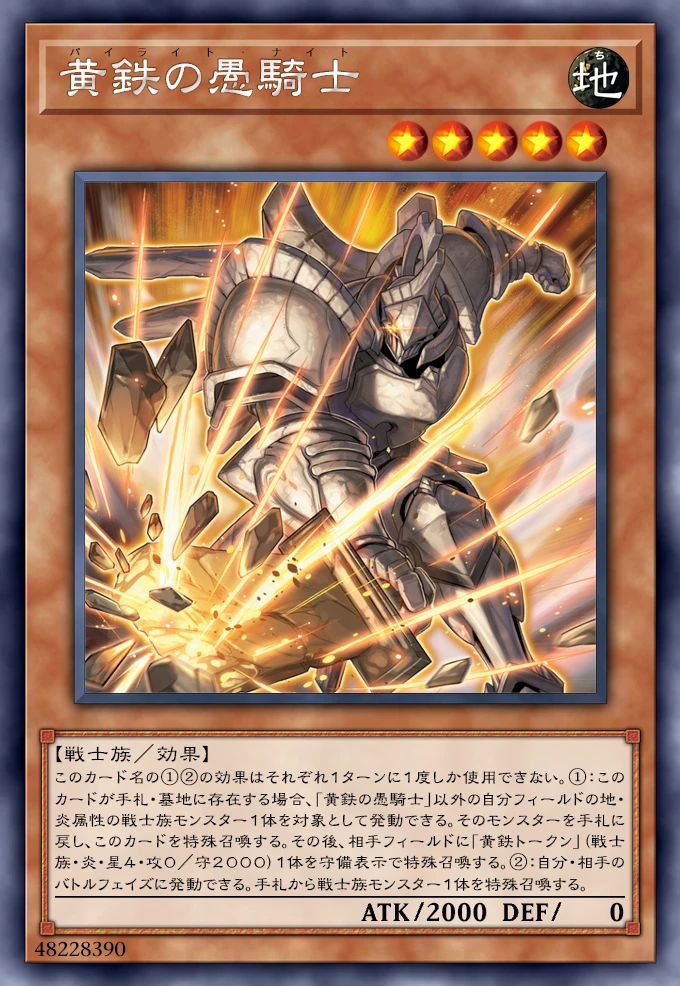 パイライト・ナイト
黄鉄の愚騎士
ち
地
【戦士族/効果】
このカード名の①②の効果はそれぞれ1ターンに1度しか使用できない。①:この
カードが手札・墓地に存在する場合、「黄鉄の愚騎士」以外の自分フィールドの地・
炎属性の戦士族モンスター1体を対象として発動できる。そのモンスターを手札に
戻し、このカードを特殊召喚する。その後、相手フィールドに「黄鉄トークン」(戦士
族・炎・星4・攻0/守2000)1体を守備表示で特殊召喚する。②:自分・相手の
バトルフェイズに発動できる。手札から戦士族モンスター1体を特殊召喚する。
ATK/2000 DEF/ 0
48228390